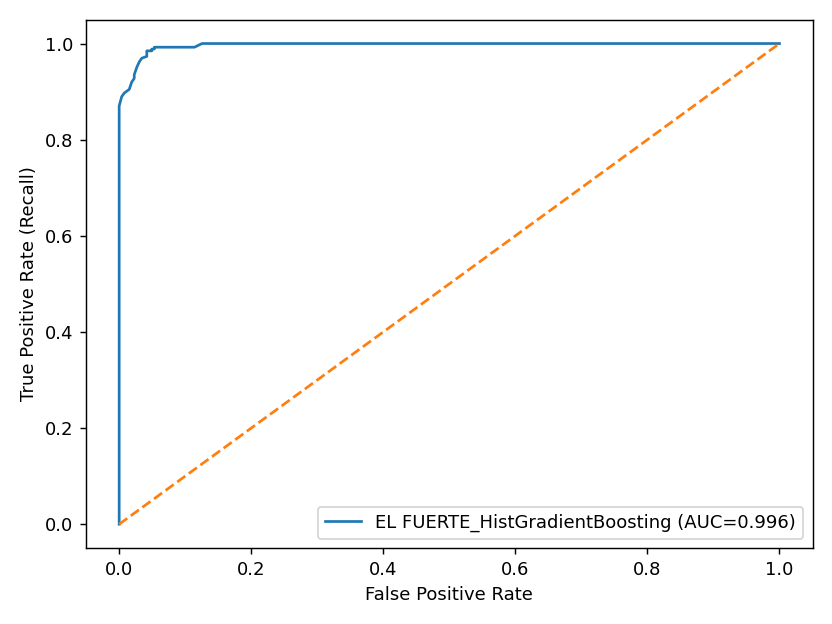 1.0
0.8
0.6
0.4
0.2
0.0
True Positive Rate (Recall)
EL FUERTE_HistGradientBoosting (AUC=0.996)
0.0 0.2 0.4 0.6 0.8 1.0
False Positive Rate